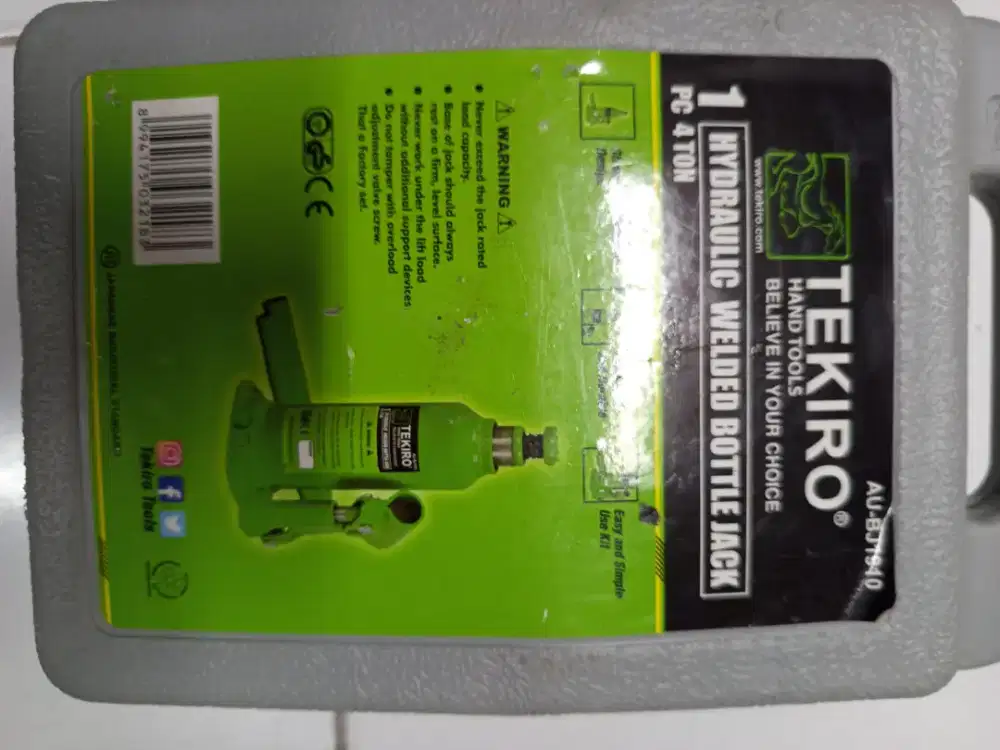 AU-BJ1940
TEKIRO®
HAND TOOLS
BELIEVE IN YOUR CHOICE
www.tekiro.com
1 HYDRAULIC WELDED BOTTLE JACK
PC 4 TON
Easy and Simple
Use Kit
⚠ WARNING ⚠
• Never exceed the jack rated
load capacity.
• Base of jack should always
rest on a firm, level surface.
• Never work under the lift load
without additional support devices
• Do not tamper with overload
adjustment valve screw.
That a Factory set.
GS CE
TEKIRO
Tekiro Tools